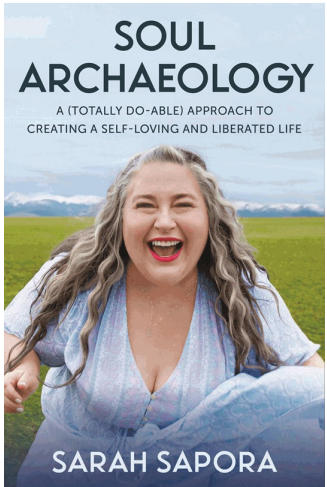 SOUL
ARCHAEOLOGY
A (TOTALLY DO-ABLE) APPROACH TO
CREATING A SELF-LOVING AND LIBERATED LIFE
SARAH SAPORA